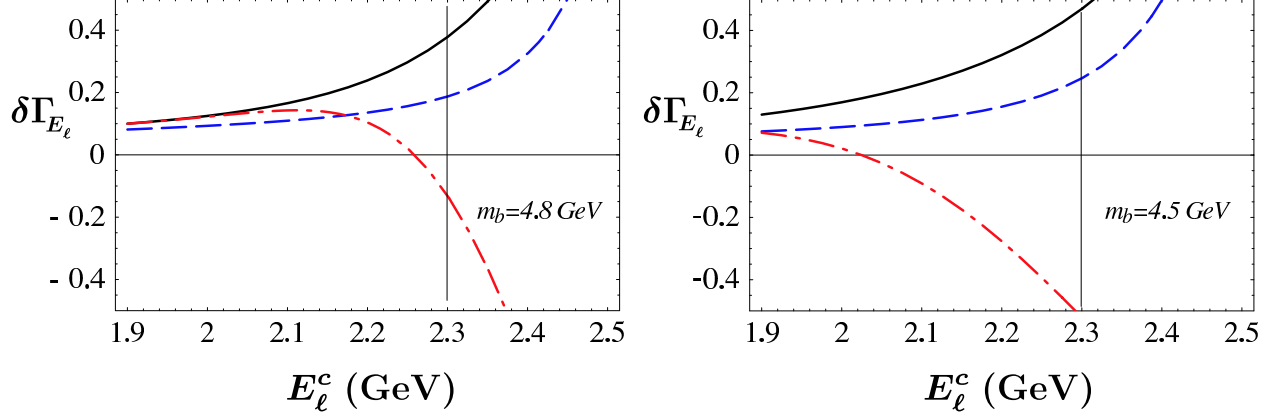 0.4
0.2
δΓ_{E_ℓ}
0
- 0.2
m_b=4.8 GeV
- 0.4
1.9 2 2.1 2.2 2.3 2.4 2.5
E_ℓ^c (GeV)
0.4
0.2
δΓ_{E_ℓ}
0
-0.2
m_b=4.5 GeV
-0.4
1.9 2 2.1 2.2 2.3 2.4 2.5
E_ℓ^c (GeV)